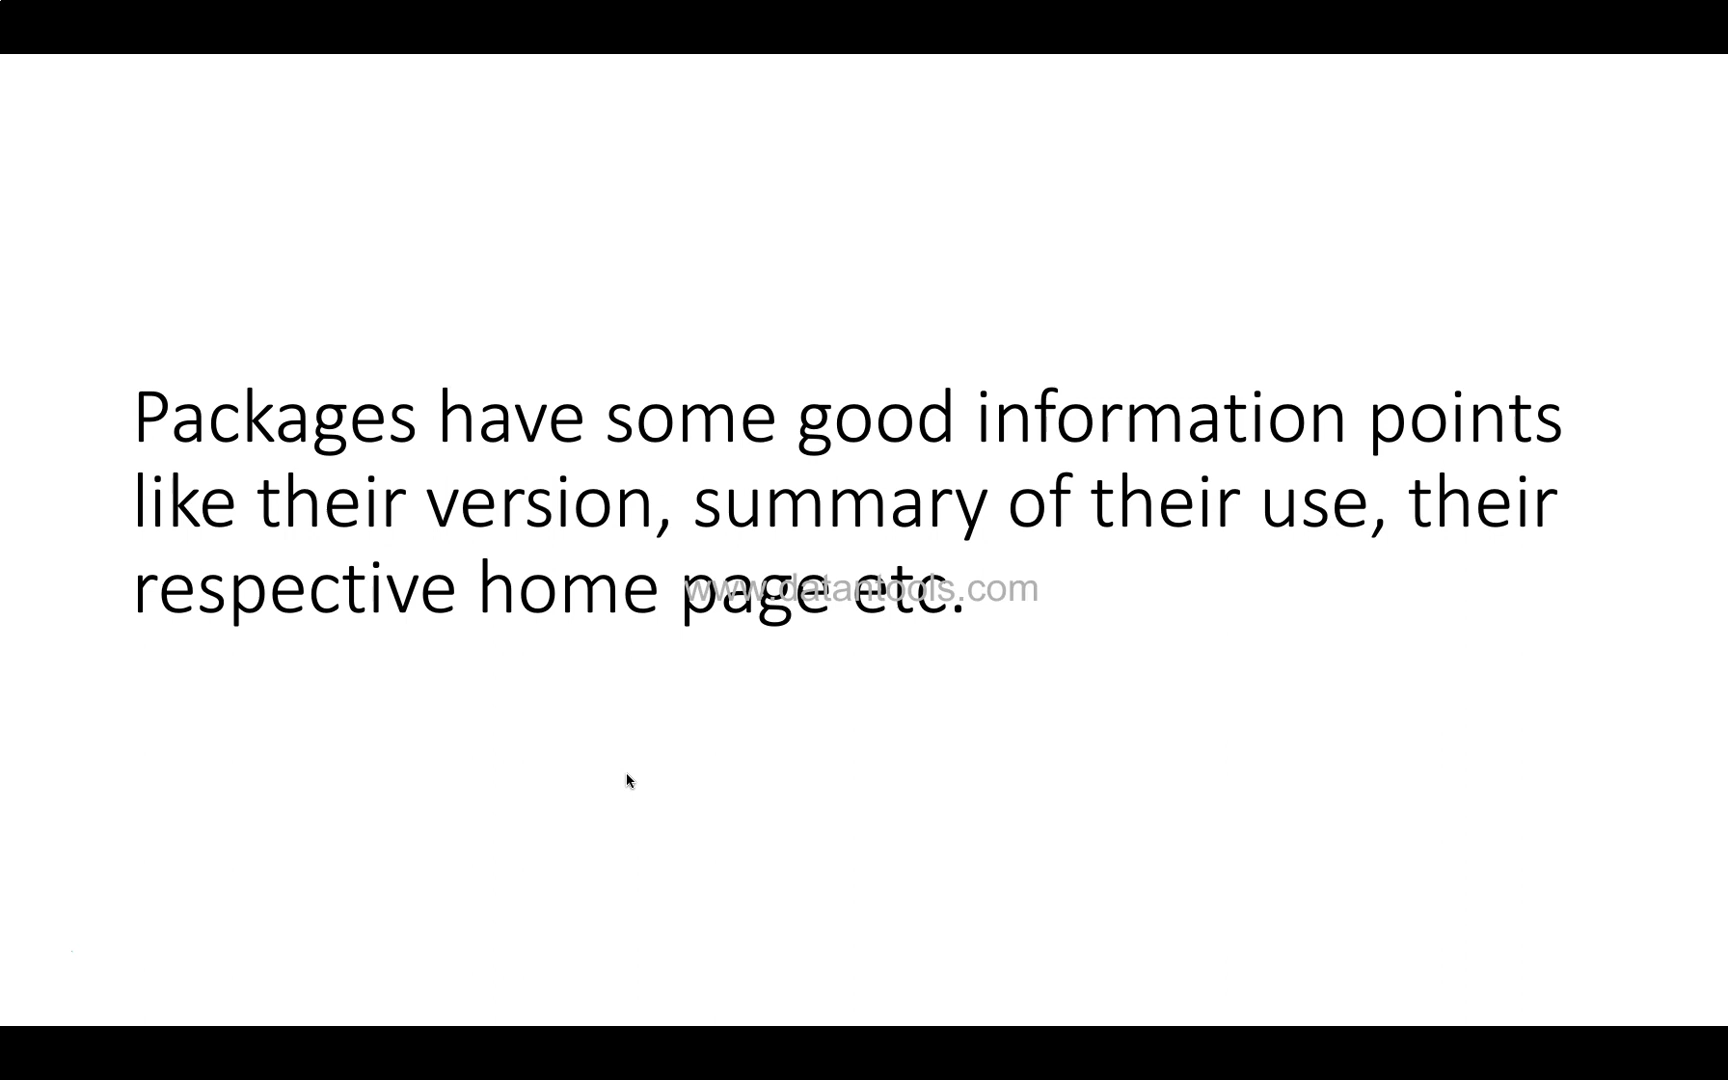 Packages have some good information points
like their version, summary of their use, their
respective home page etc.
www.datantools.com